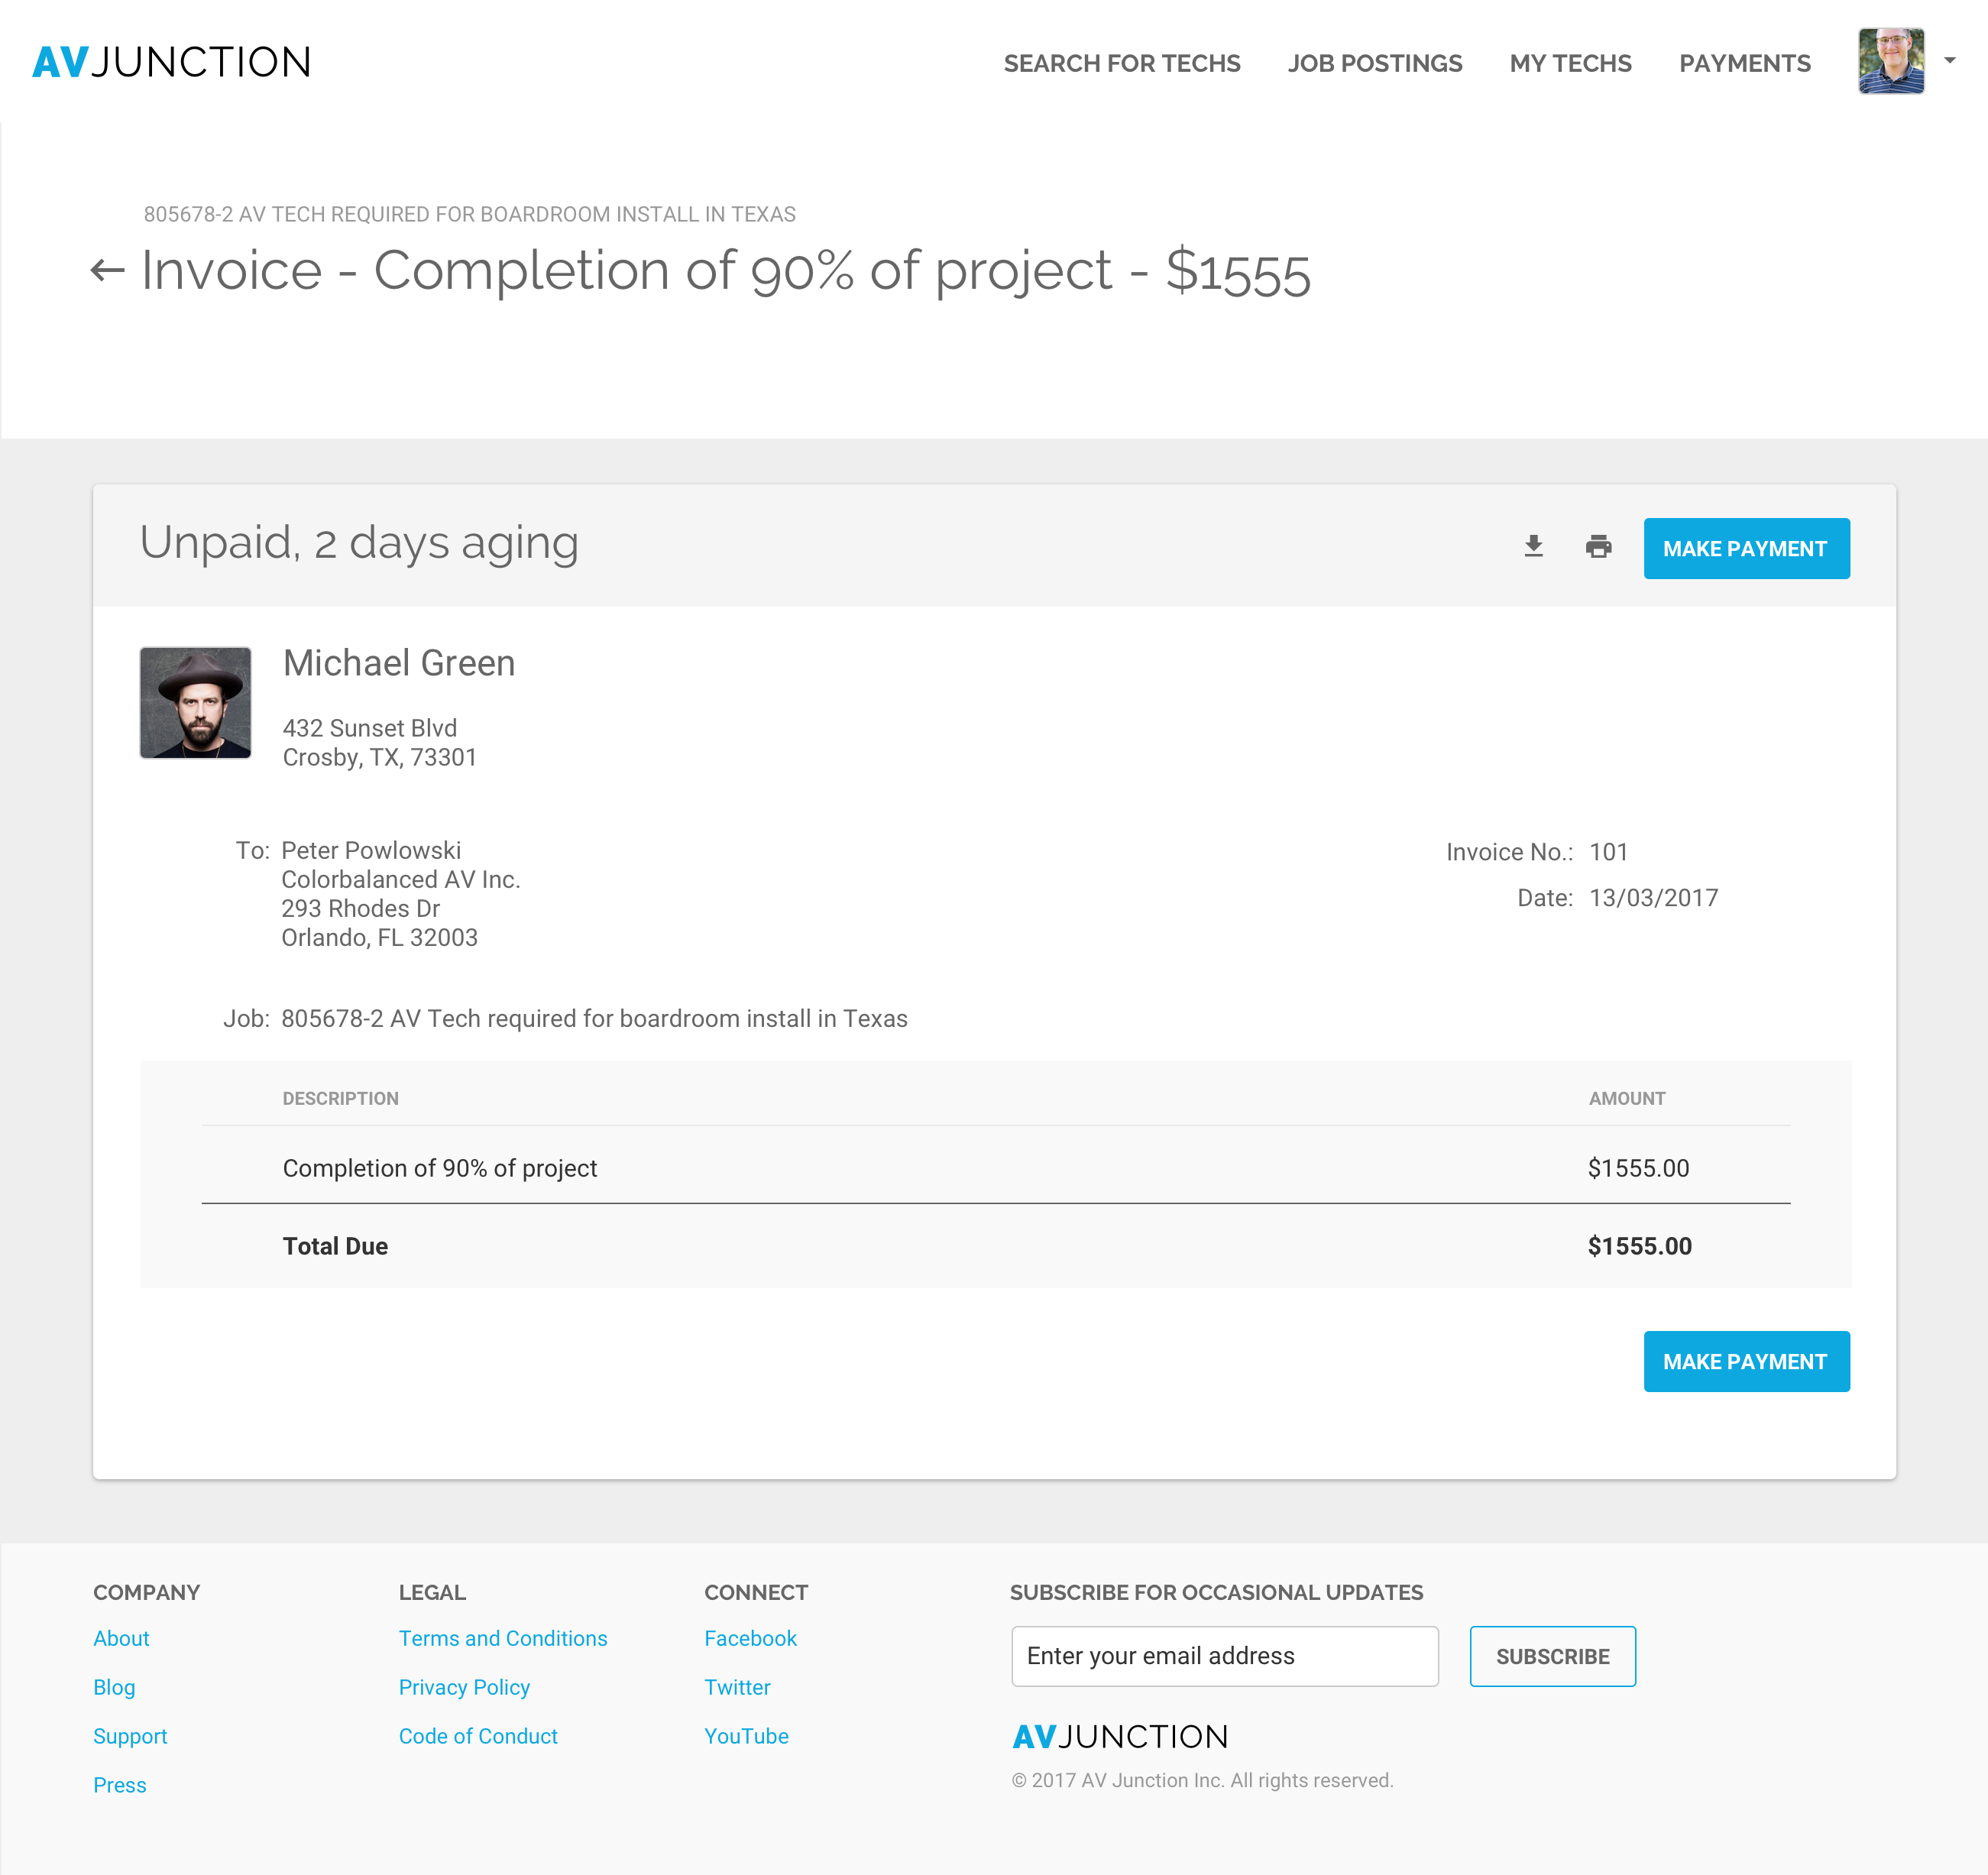 AVJUNCTION
SEARCH FOR TECHS
JOB POSTINGS
MY TECHS
PAYMENTS
805678-2 AV TECH REQUIRED FOR BOARDROOM INSTALL IN TEXAS
Invoice - Completion of 90% of project - $1555
Unpaid, 2 days aging
MAKE PAYMENT
Michael Green
432 Sunset Blvd
Crosby, TX, 73301
To: Peter Powlowski
Colorbalanced AV Inc.
293 Rhodes Dr
Orlando, FL 32003
Invoice No.: 101
Date: 13/03/2017
Job: 805678-2 AV Tech required for boardroom install in Texas
DESCRIPTION AMOUNT
Completion of 90% of project $1555.00
Total Due $1555.00
MAKE PAYMENT
COMPANY
About
Blog
Support
Press
LEGAL
Terms and Conditions
Privacy Policy
Code of Conduct
CONNECT
Facebook
Twitter
YouTube
SUBSCRIBE FOR OCCASIONAL UPDATES
Enter your email address
SUBSCRIBE
AVJUNCTION
© 2017 AV Junction Inc. All rights reserved.